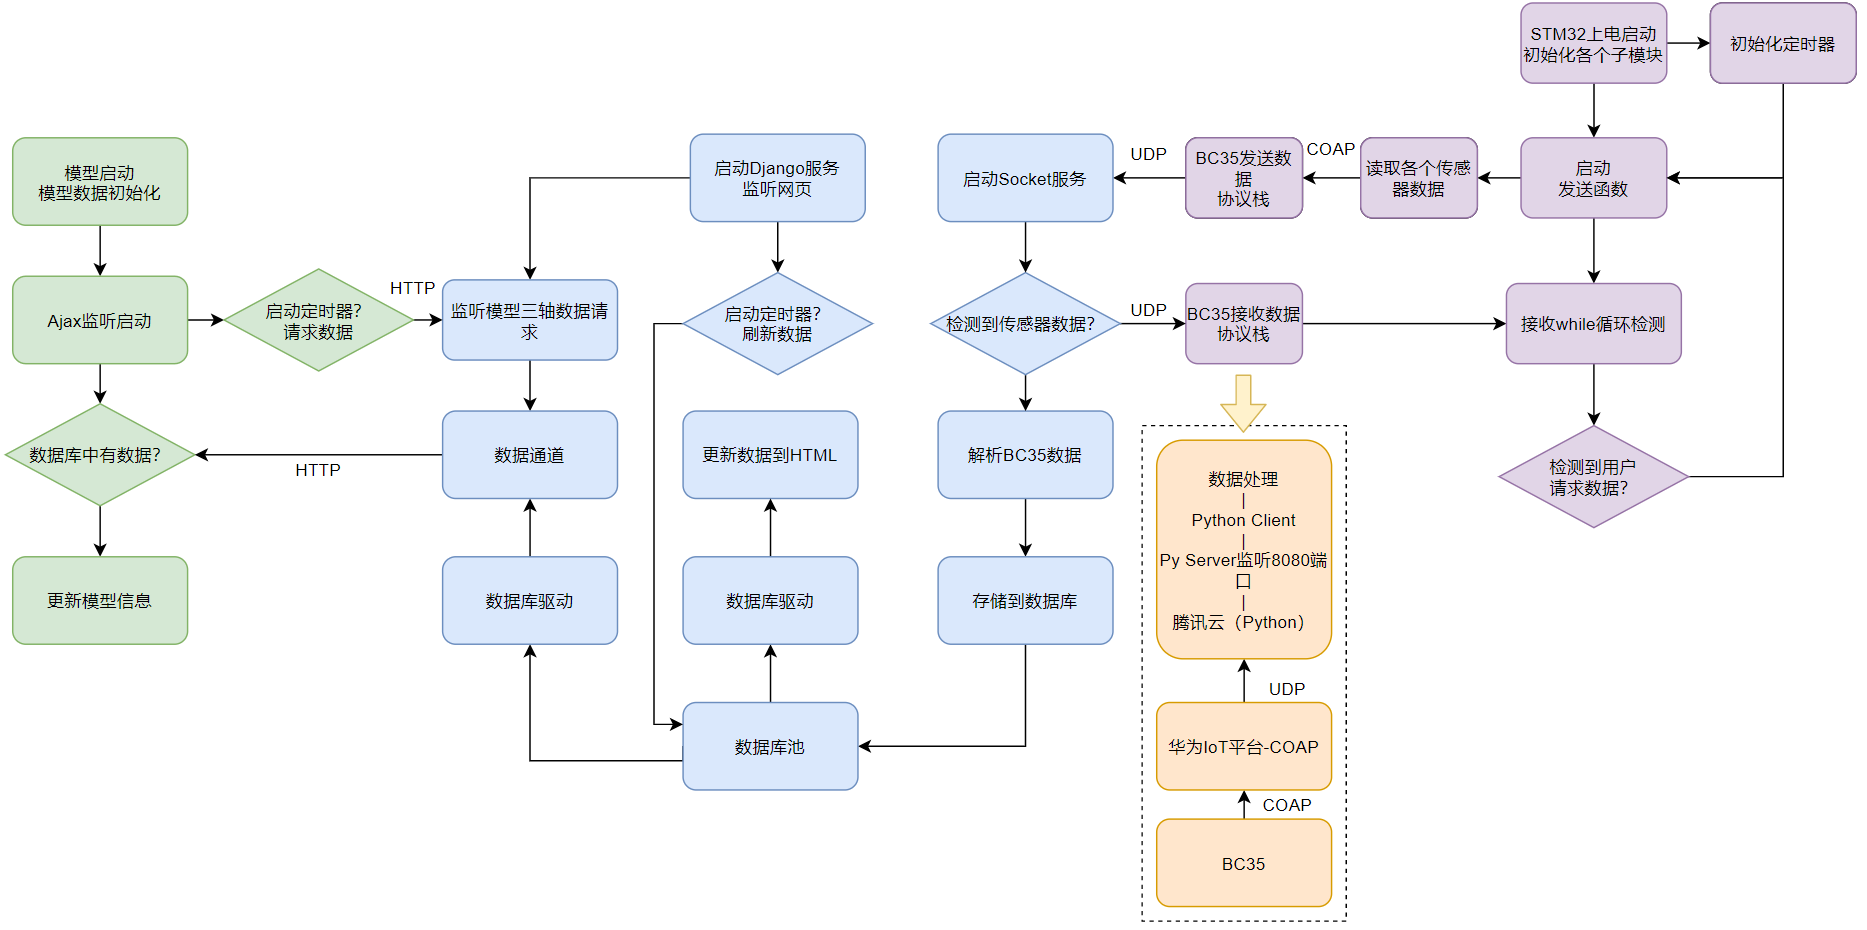 STM32上电启动
初始化各个子模块
初始化定时器
模型启动
模型数据初始化
启动Django服务
监听网页
启动Socket服务
UDP
BC35发送数
据
协议栈
COAP
读取各个传感
器数据
启动
发送函数
Ajax监听启动
启动定时器?
请求数据
HTTP
监听模型三轴数据请
求
启动定时器?
刷新数据
检测到传感器数据?
UDP
BC35接收数据
协议栈
接收while循环检测
数据库中有数据?
HTTP
数据通道
更新数据到HTML
解析BC35数据
检测到用户
请求数据?
数据处理
|
Python Client
|
Py Server监听8080端
口
|
腾讯云（Python）
更新模型信息
数据库驱动
数据库驱动
存储到数据库
UDP
数据库池
华为IoT平台-COAP
COAP
BC35